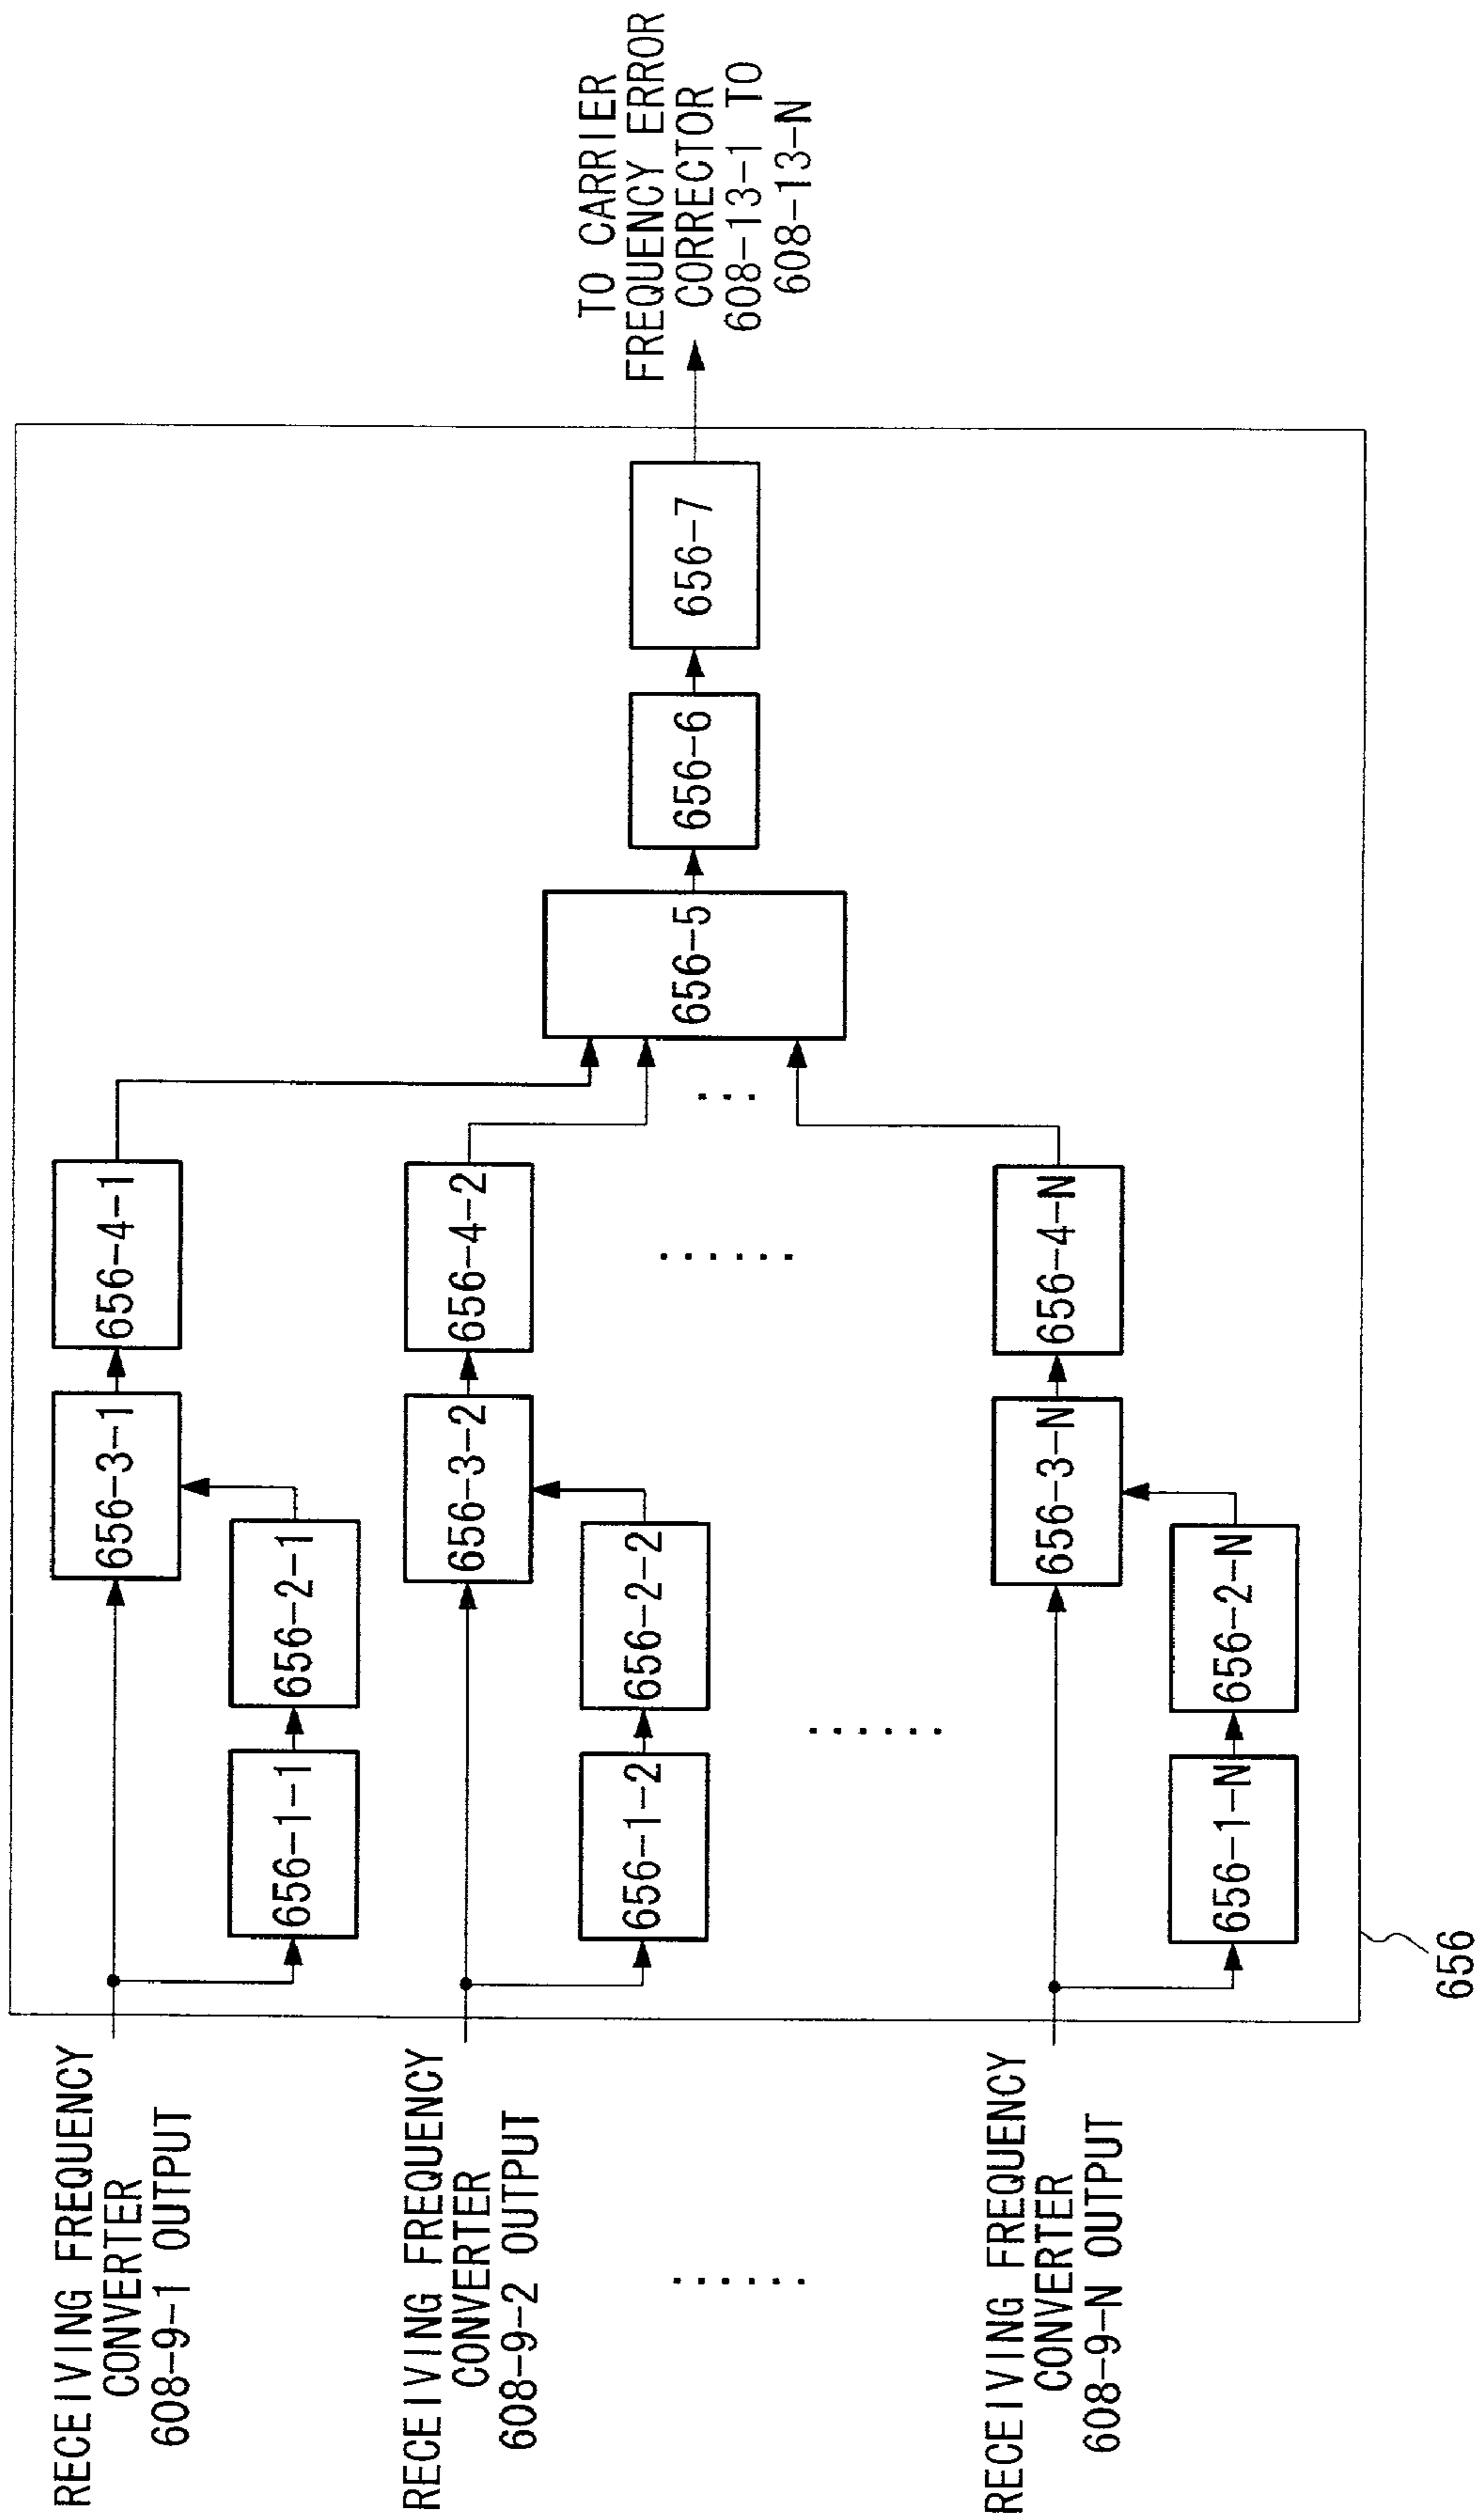 RECEIVING FREQUENCY
CONVERTER
608-9-1 OUTPUT
656-1-1
656-2-1
656-3-1
656-4-1
RECEIVING FREQUENCY
CONVERTER
608-9-2 OUTPUT
656-1-2
656-2-2
656-3-2
656-4-2
......
......
......
...
RECEIVING FREQUENCY
CONVERTER
608-9-N OUTPUT
656-1-N
656-2-N
656-3-N
656-4-N
656-5
656-6
656-7
TO CARRIER
FREQUENCY ERROR
CORRECTOR
608-13-1 TO
608-13-N
656